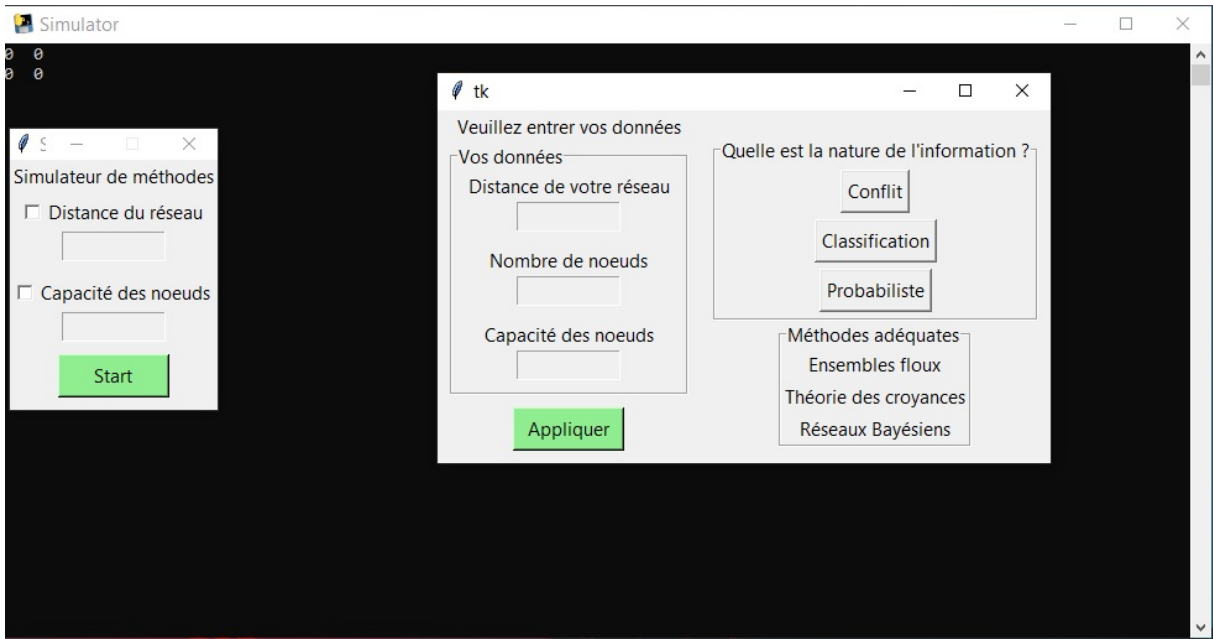 Simulator
0 0
0 0
S
Simulateur de méthodes
Distance du réseau
Capacité des noeuds
Start
tk
Veuillez entrer vos données
Vos données
Distance de votre réseau
Nombre de noeuds
Capacité des noeuds
Appliquer
Quelle est la nature de l'information ?
Conflit
Classification
Probabiliste
Méthodes adéquates
Ensembles floux
Théorie des croyances
Réseaux Bayésiens